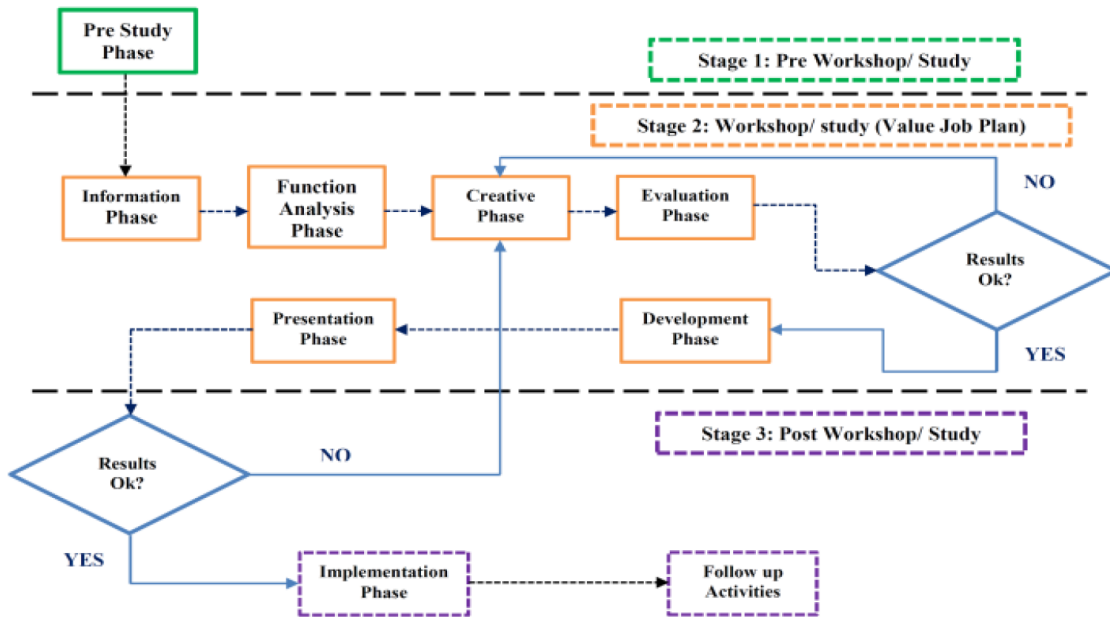 Pre Study
Phase
Stage 1: Pre Workshop/ Study
Stage 2: Workshop/ study (Value Job Plan)
NO
Information
Phase
Function
Analysis
Phase
Creative
Phase
Evaluation
Phase
Results
Ok?
Presentation
Phase
Development
Phase
YES
Stage 3: Post Workshop/ Study
Results
Ok?
NO
YES
Implementation
Phase
Follow up
Activities